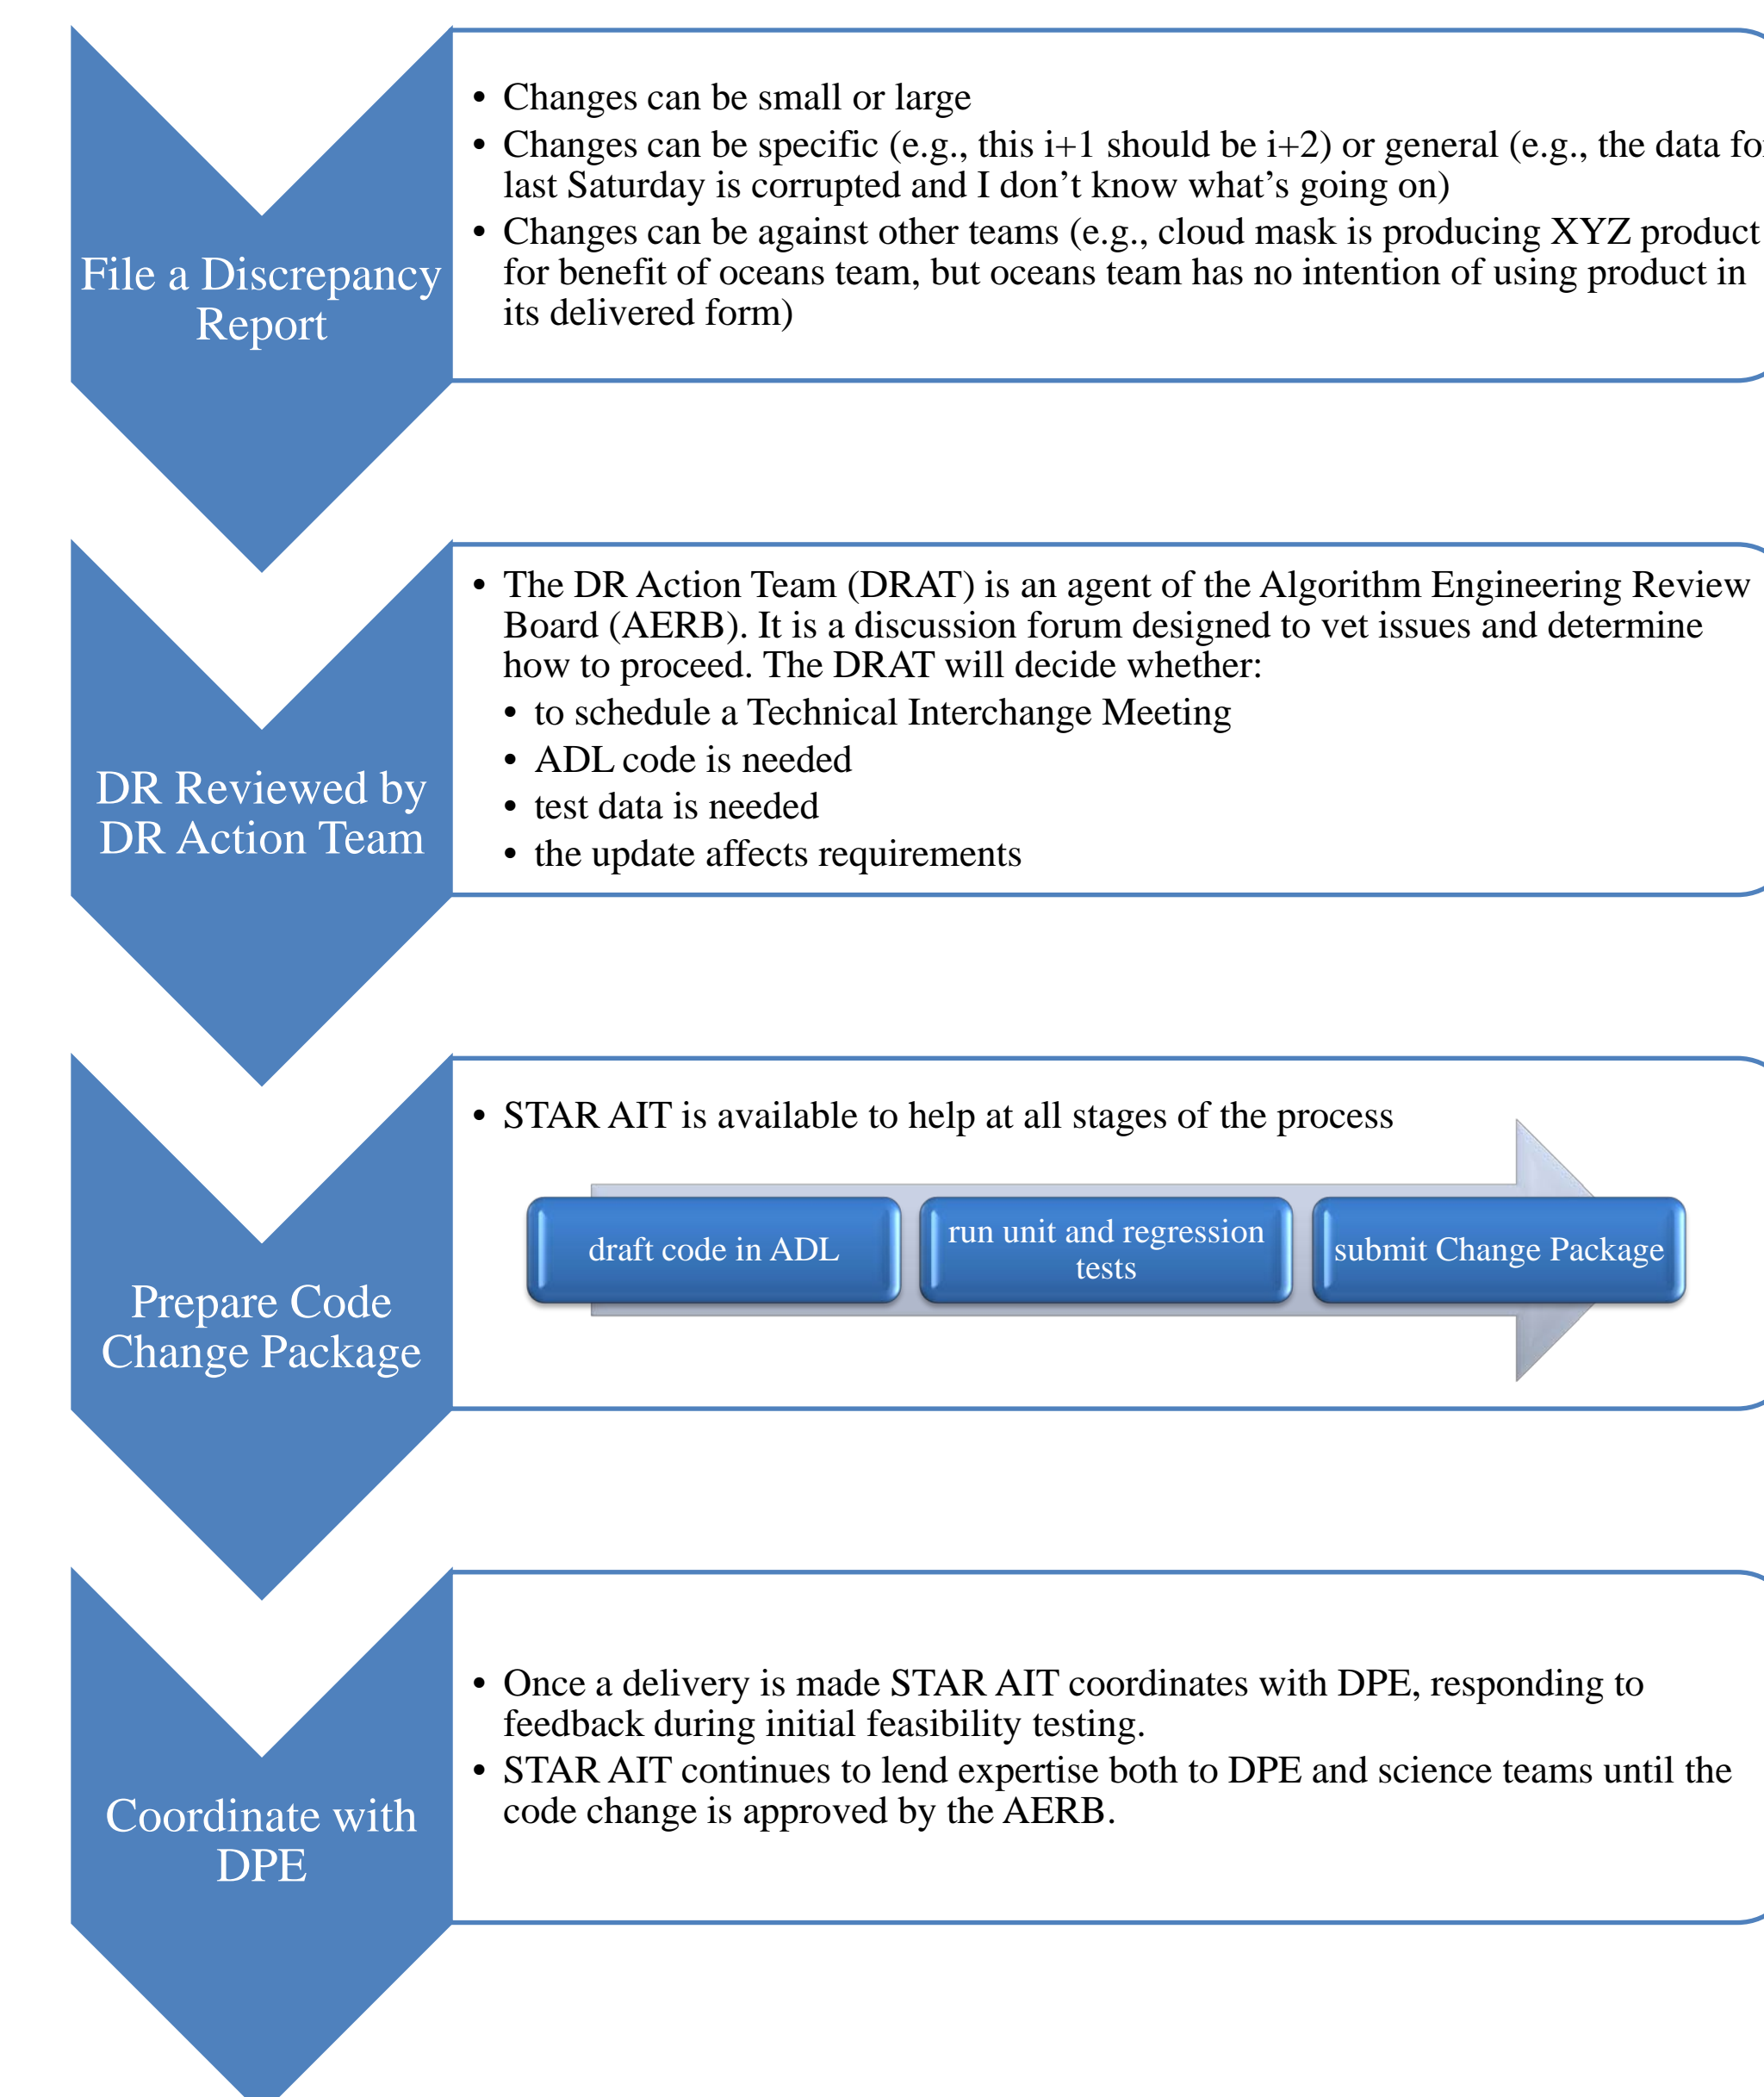 File a Discrepancy
Report
• Changes can be small or large
• Changes can be specific (e.g., this i+1 should be i+2) or general (e.g., the data for
last Saturday is corrupted and I don’t know what’s going on)
• Changes can be against other teams (e.g., cloud mask is producing XYZ product
for benefit of oceans team, but oceans team has no intention of using product in
its delivered form)
DR Reviewed by
DR Action Team
• The DR Action Team (DRAT) is an agent of the Algorithm Engineering Review
Board (AERB). It is a discussion forum designed to vet issues and determine
how to proceed. The DRAT will decide whether:
• to schedule a Technical Interchange Meeting
• ADL code is needed
• test data is needed
• the update affects requirements
Prepare Code
Change Package
• STAR AIT is available to help at all stages of the process
draft code in ADL
run unit and regression
tests
submit Change Package
Coordinate with
DPE
• Once a delivery is made STAR AIT coordinates with DPE, responding to
feedback during initial feasibility testing.
• STAR AIT continues to lend expertise both to DPE and science teams until the
code change is approved by the AERB.